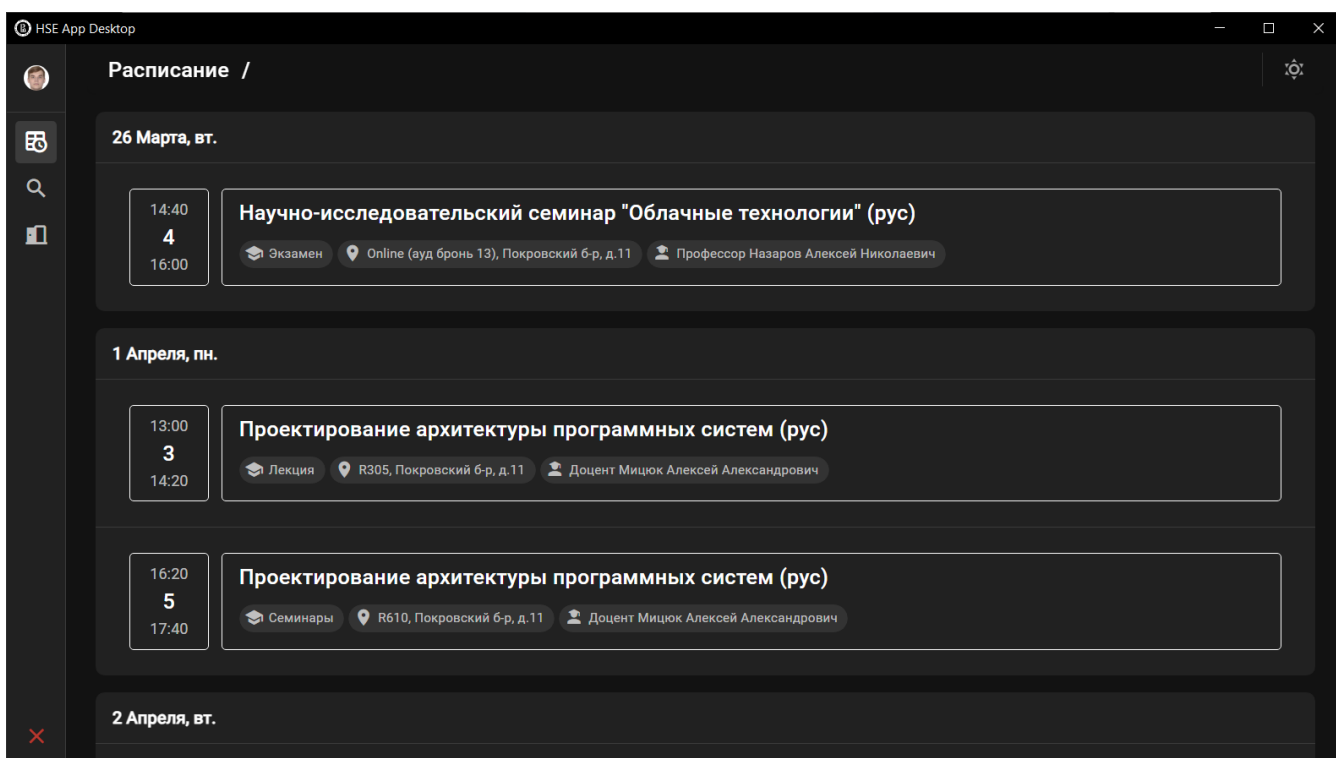 HSE App Desktop
Расписание /
26 Марта, вт.
14:40
4
16:00
Научно-исследовательский семинар "Облачные технологии" (рус)
Экзамен Online (ауд бронь 13), Покровский б-р, д.11 Профессор Назаров Алексей Николаевич
1 Апреля, пн.
13:00
3
14:20
Проектирование архитектуры программных систем (рус)
Лекция R305, Покровский б-р, д.11 Доцент Мицюк Алексей Александрович
16:20
5
17:40
Проектирование архитектуры программных систем (рус)
Семинары R610, Покровский б-р, д.11 Доцент Мицюк Алексей Александрович
2 Апреля, вт.